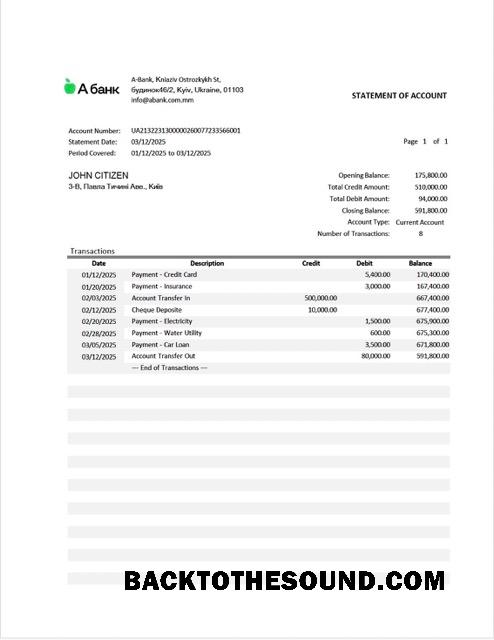 А банк
A-Bank, Kniaziv Ostrozkykh St,
будинок46/2, Kyiv, Ukraine, 01103
info@abank.com.mm
STATEMENT OF ACCOUNT
Account Number: UA2132231300000260077233566001
Statement Date: 03/12/2025
Page 1 of 1
Period Covered: 01/12/2025 to 03/12/2025
JOHN CITIZEN
3-В, Павла Тичині Аве., Київ
Opening Balance: 175,800.00
Total Credit Amount: 510,000.00
Total Debit Amount: 94,000.00
Closing Balance: 591,800.00
Account Type: Current Account
Number of Transactions: 8
Transactions
Date Description Credit Debit Balance
01/12/2025 Payment - Credit Card 5,400.00 170,400.00
01/20/2025 Payment - Insurance 3,000.00 167,400.00
02/03/2025 Account Transfer In 500,000.00 667,400.00
02/12/2025 Cheque Deposite 10,000.00 677,400.00
02/20/2025 Payment - Electricity 1,500.00 675,900.00
02/28/2025 Payment - Water Utility 600.00 675,300.00
03/05/2025 Payment - Car Loan 3,500.00 671,800.00
03/12/2025 Account Transfer Out 80,000.00 591,800.00
--- End of Transactions ---
BACKTOTHESOUND.COM